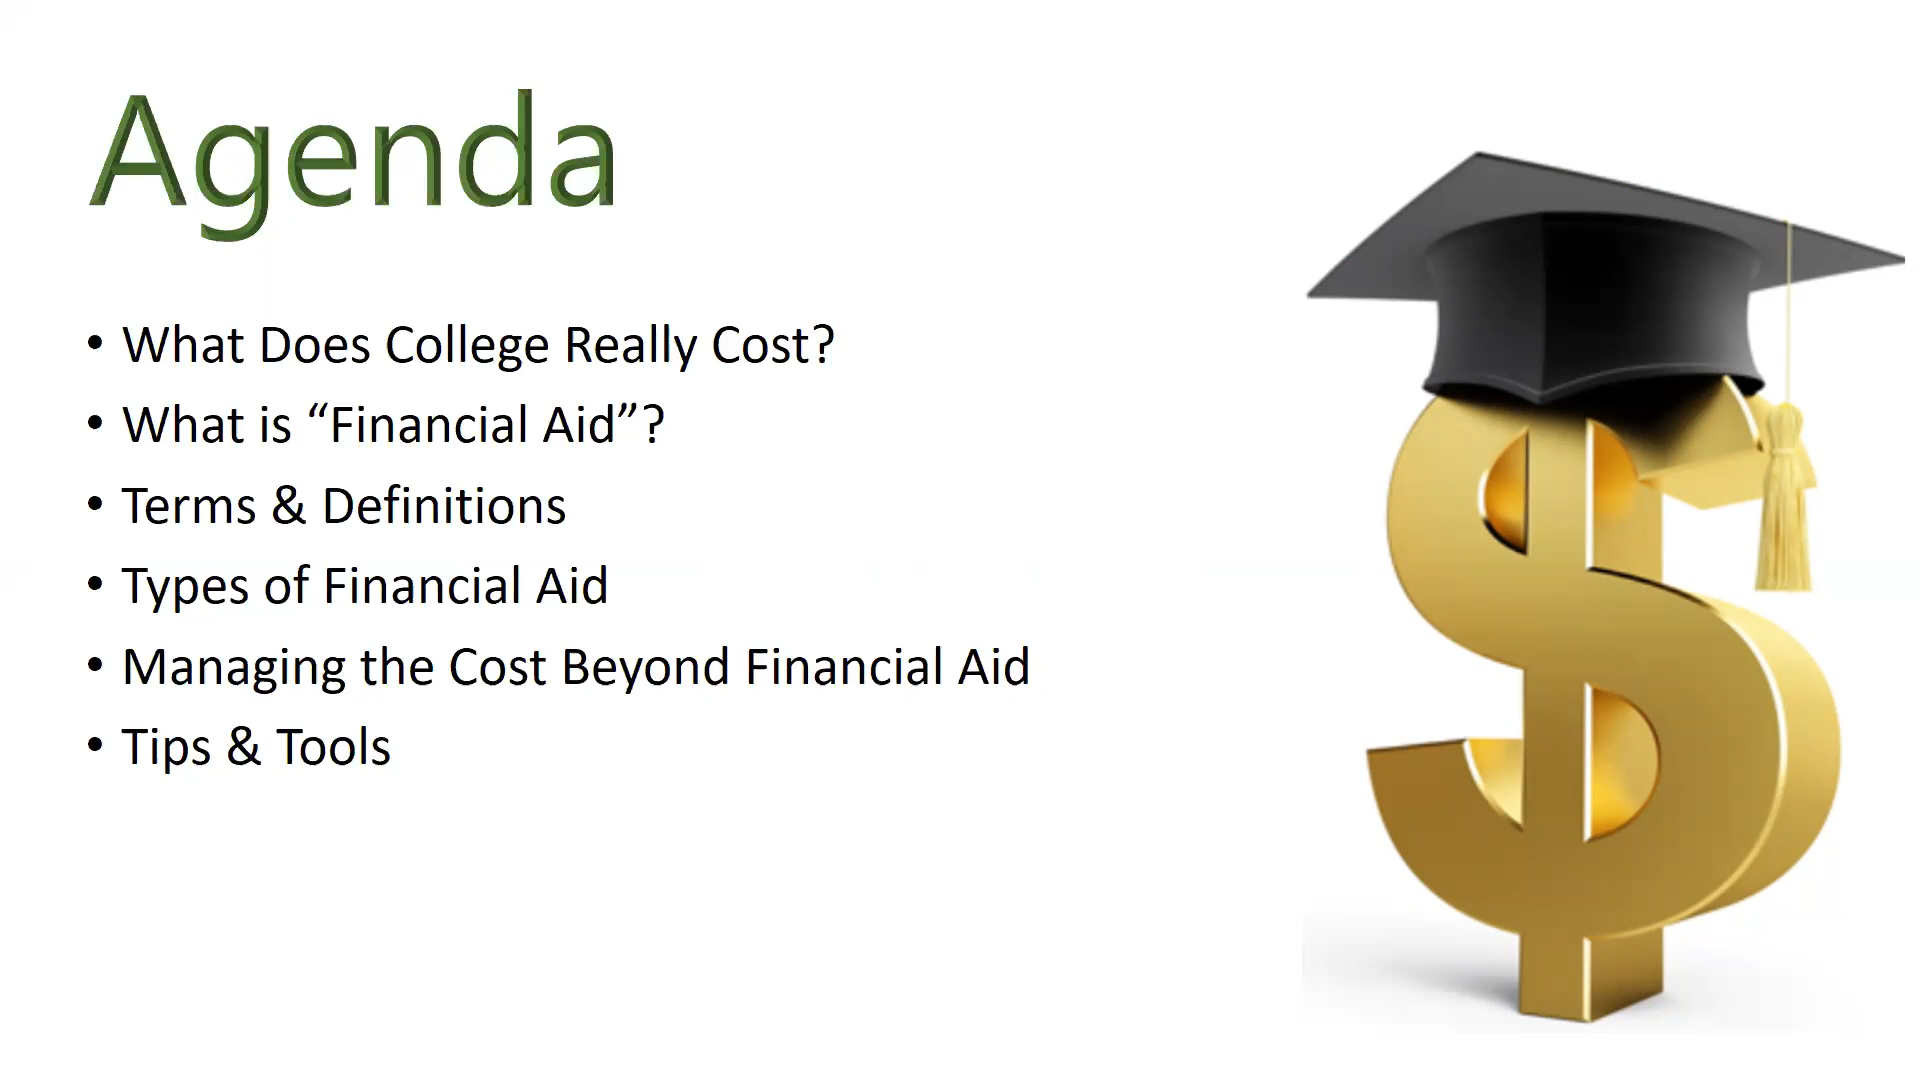 Agenda
• What Does College Really Cost?
• What is “Financial Aid”?
• Terms & Definitions
• Types of Financial Aid
• Managing the Cost Beyond Financial Aid
• Tips & Tools